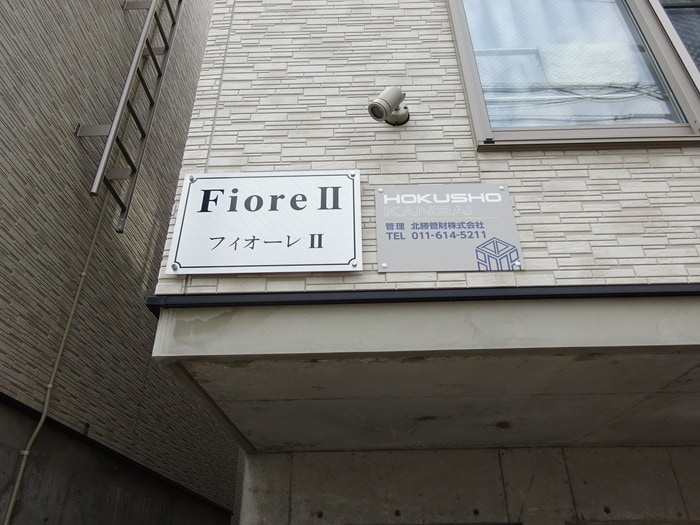 Fiore II
フィオーレ II
HOKUSHO
KANZAI
管理 北勝管財株式会社
TEL 011-614-5211